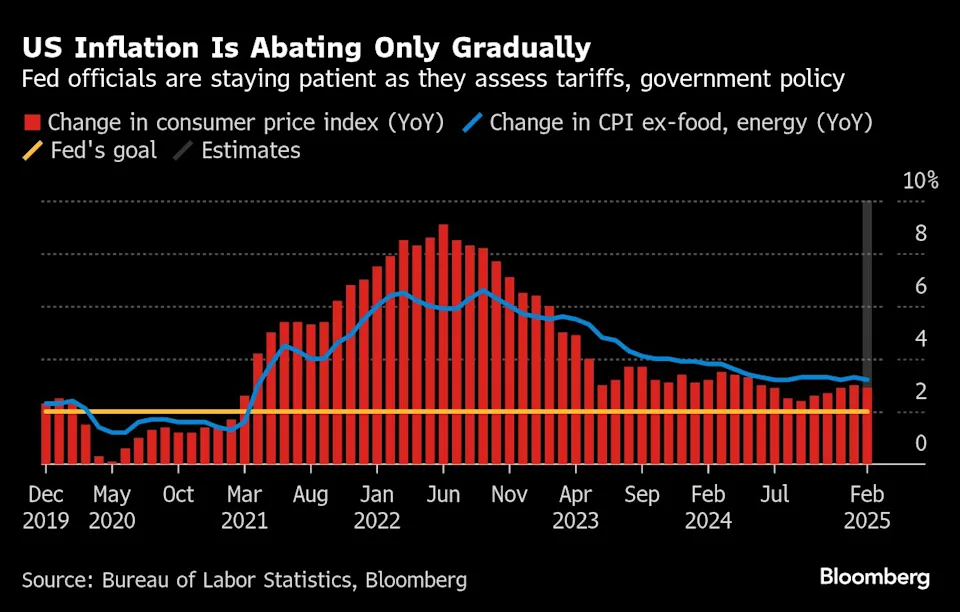 US Inflation Is Abating Only Gradually
Fed officials are staying patient as they assess tariffs, government policy
Change in consumer price index (YoY) Change in CPI ex-food, energy (YoY)
Fed's goal Estimates
10%
8
6
4
2
0
Dec May Oct Mar Aug Jan Jun Nov Apr Sep Feb Jul Feb
2019 2020 2021 2022 2023 2024 2025
Source: Bureau of Labor Statistics, Bloomberg
Bloomberg